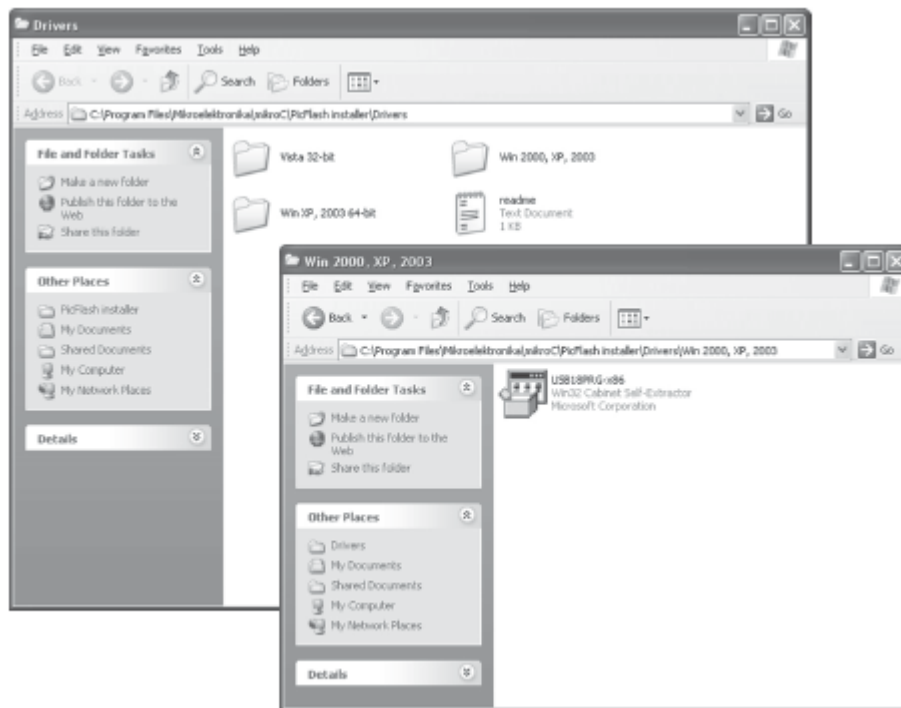 Drivers
File Edit View Favorites Tools Help
Back Search Folders
Address C:\Program Files\Mikroelektronika\mikroC\PicFlash installer\Drivers Go
File and Folder Tasks
Make a new folder
Publish this folder to the
Web
Share this folder
Other Places
PicFlash installer
My Documents
Shared Documents
My Computer
My Network Places
Details
Vista 32-bit
Win 2000, XP, 2003
Win XP, 2003 64-bit
readme
Text Document
1 KB
Win 2000, XP, 2003
File Edit View Favorites Tools Help
Back Search Folders
Address C:\Program Files\Mikroelektronika\mikroC\PicFlash installer\Drivers\Win 2000, XP, 2003 Go
File and Folder Tasks
Make a new folder
Publish this folder to the
Web
Share this folder
Other Places
Drivers
My Documents
Shared Documents
My Computer
My Network Places
Details
USB18PRG-x86
Win32 Cabinet Self-Extractor
Microsoft Corporation